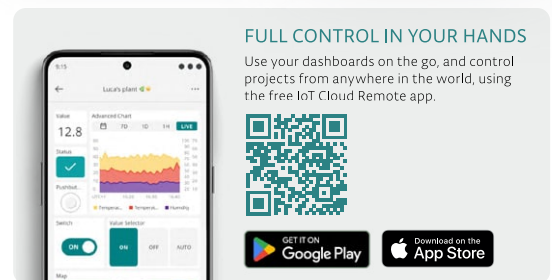 FULL CONTROL IN YOUR HANDS
Use your dashboards on the go, and control
projects from anywhere in the world, using
the free IoT Cloud Remote app.
GET IT ON
Google Play
Download on the
App Store
9:15
Luca's plant
Value
12.8
Status
Pushbut...
Advanced Chart
7D 1D 1H LIVE
Temperat... Temperat... Humidity
Switch
ON
Value Selector
ON OFF AUTO
Map